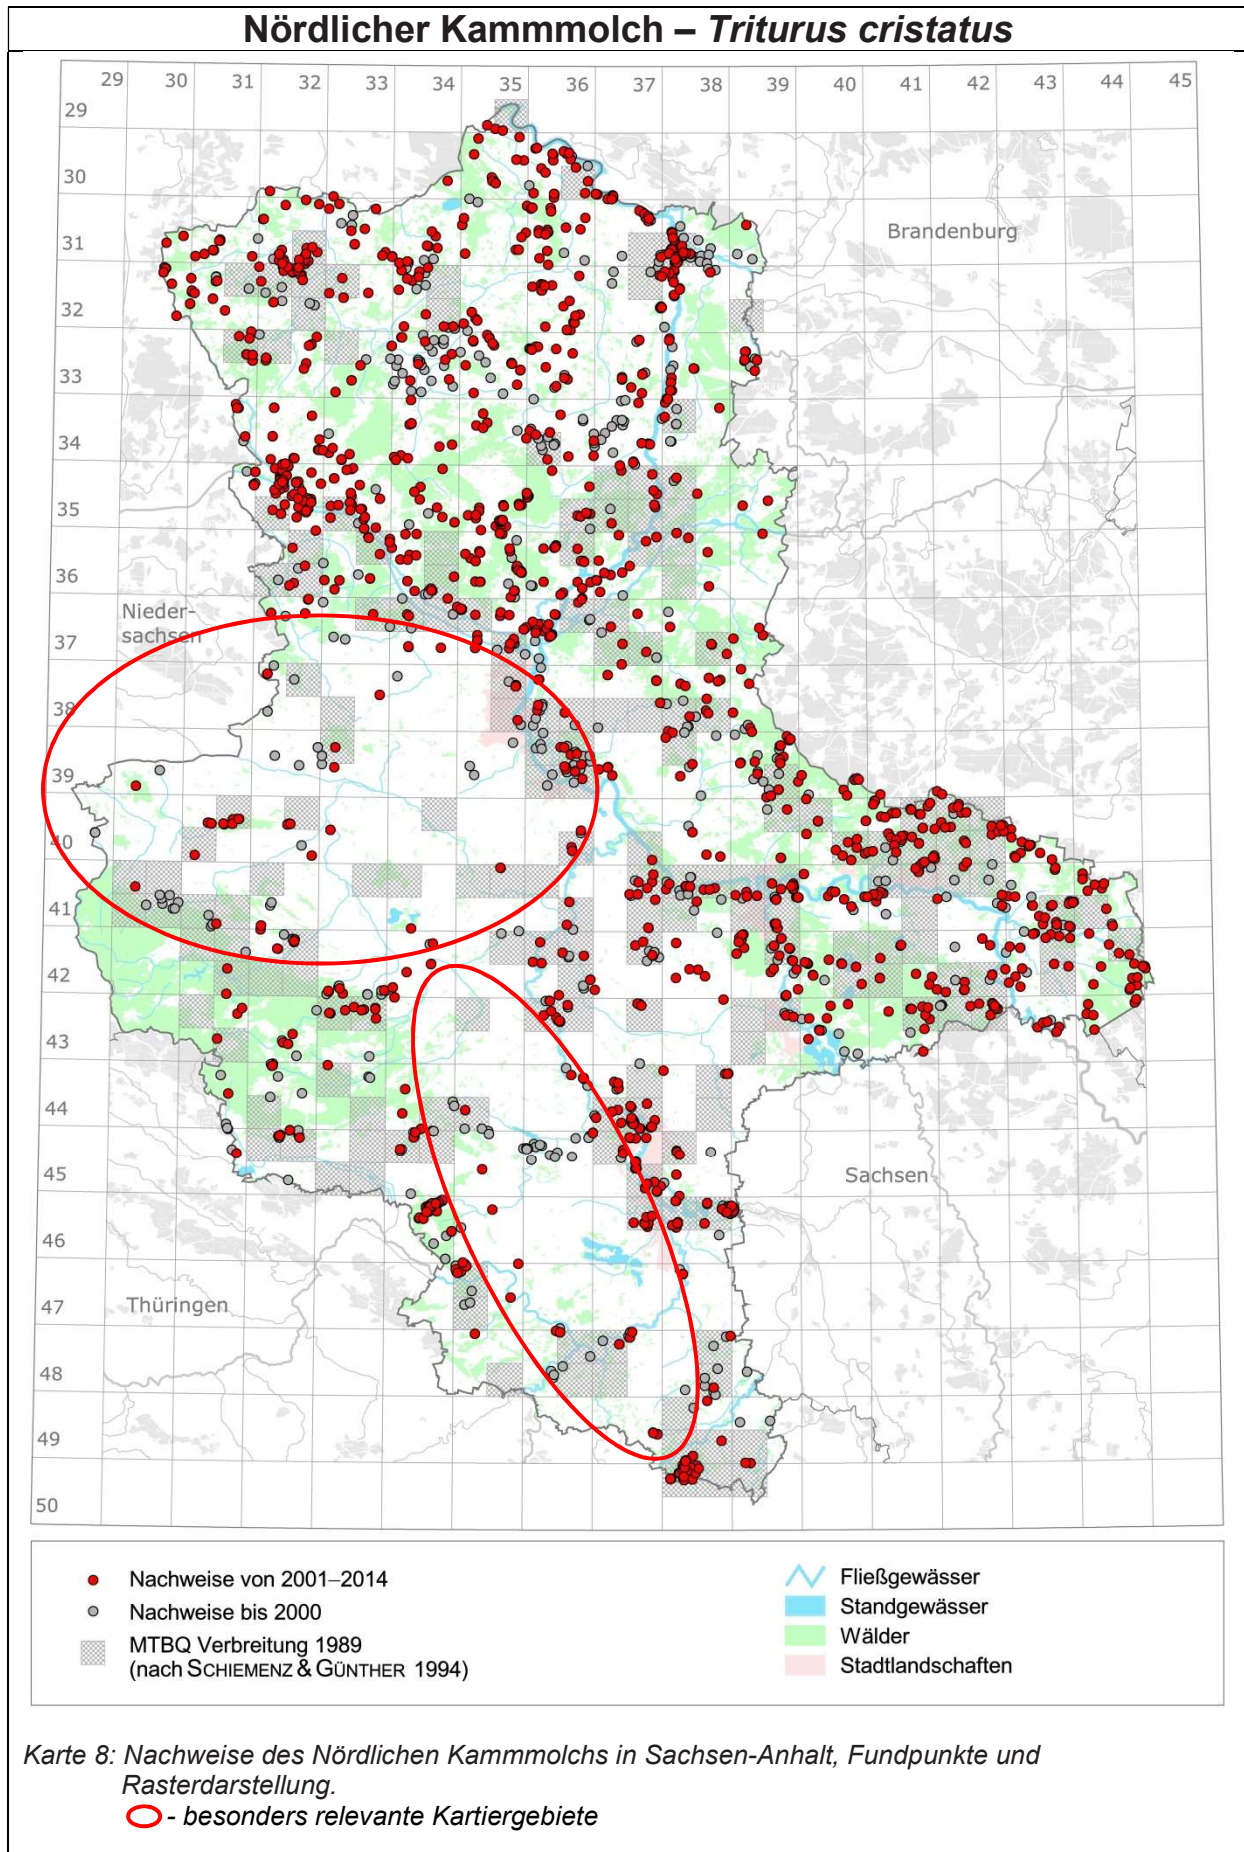 Nördlicher Kammmolch – Triturus cristatus
29 30 31 32 33 34 35 36 37 38 39 40 41 42 43 44 45
29
30
31
32
33
34
35
36
37
38
39
40
41
42
43
44
45
46
47
48
49
50
Brandenburg
Nieder-
sachsen
Sachsen
Thüringen
Nachweise von 2001–2014
Nachweise bis 2000
MTBQ Verbreitung 1989
(nach SCHIEMENZ & GÜNTHER 1994)
Fließgewässer
Standgewässer
Wälder
Stadtlandschaften
Karte 8: Nachweise des Nördlichen Kammmolchs in Sachsen-Anhalt, Fundpunkte und
Rasterdarstellung.
- besonders relevante Kartiergebiete